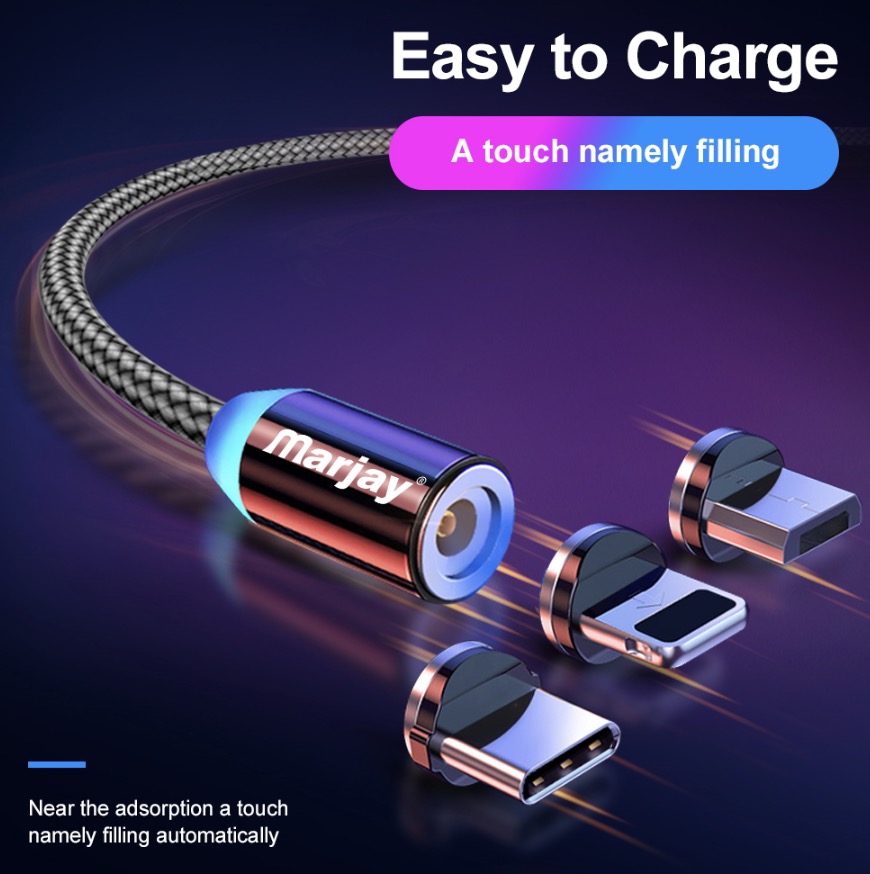 Easy to Charge
A touch namely filling
Marjay®
Near the adsorption a touch
namely filling automatically